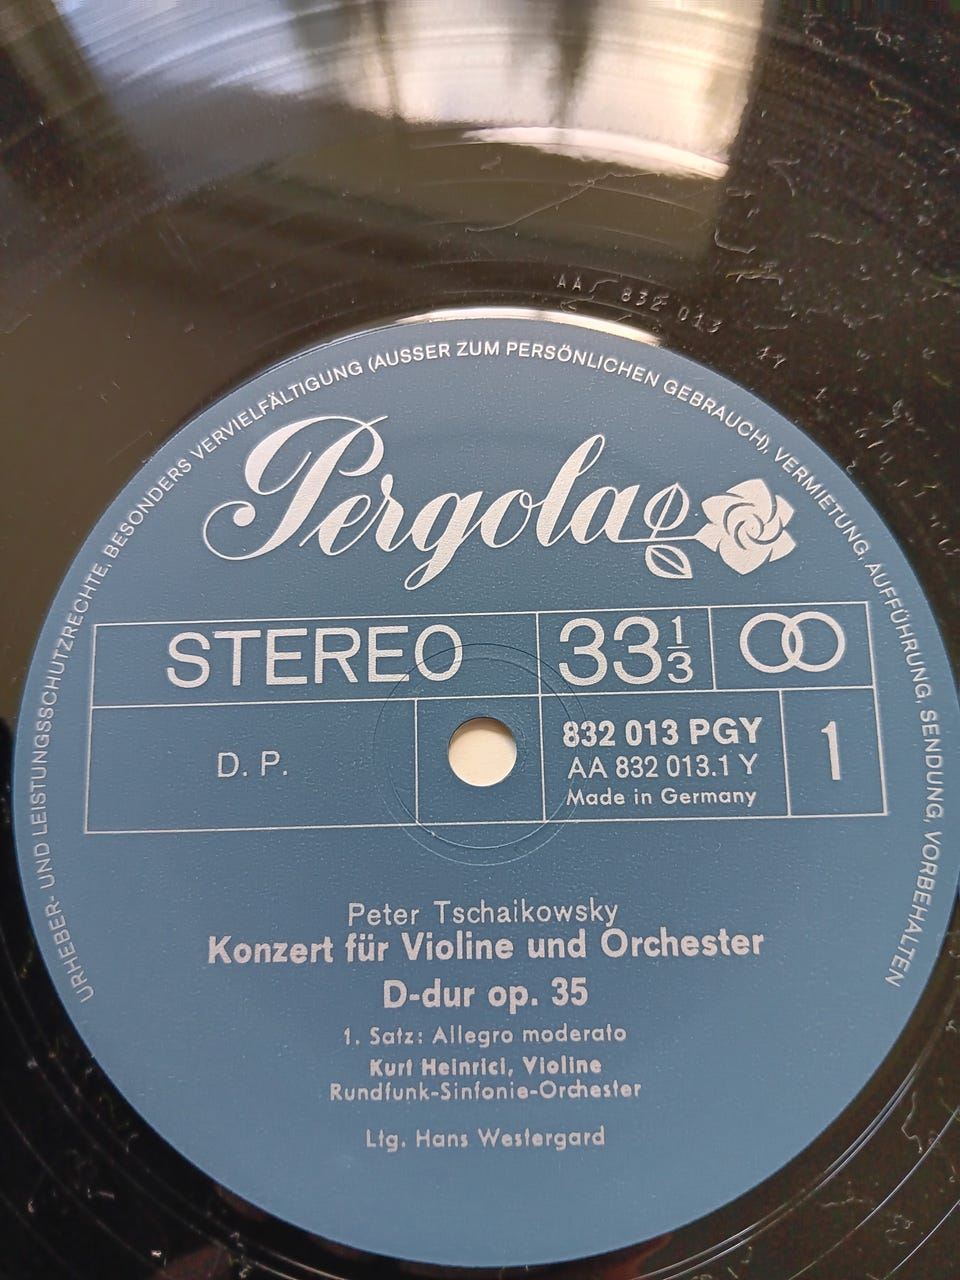 AA 832 013
URHEBER- UND LEISTUNGSSCHUTZRECHTE, BESONDERS VERVIELFÄLTIGUNG (AUSSER ZUM PERSÖNLICHEN GEBRAUCH), VERMIETUNG, AUFFÜHRUNG, SENDUNG, VORBEHALTEN
Pergola
STEREO 33 1/3
D. P.
832 013 PGY
AA 832 013.1 Y
Made in Germany
1
Peter Tschaikowsky
Konzert für Violine und Orchester
D-dur op. 35
1. Satz: Allegro moderato
Kurt Heinrici, Violine
Rundfunk-Sinfonie-Orchester
Ltg. Hans Westergard